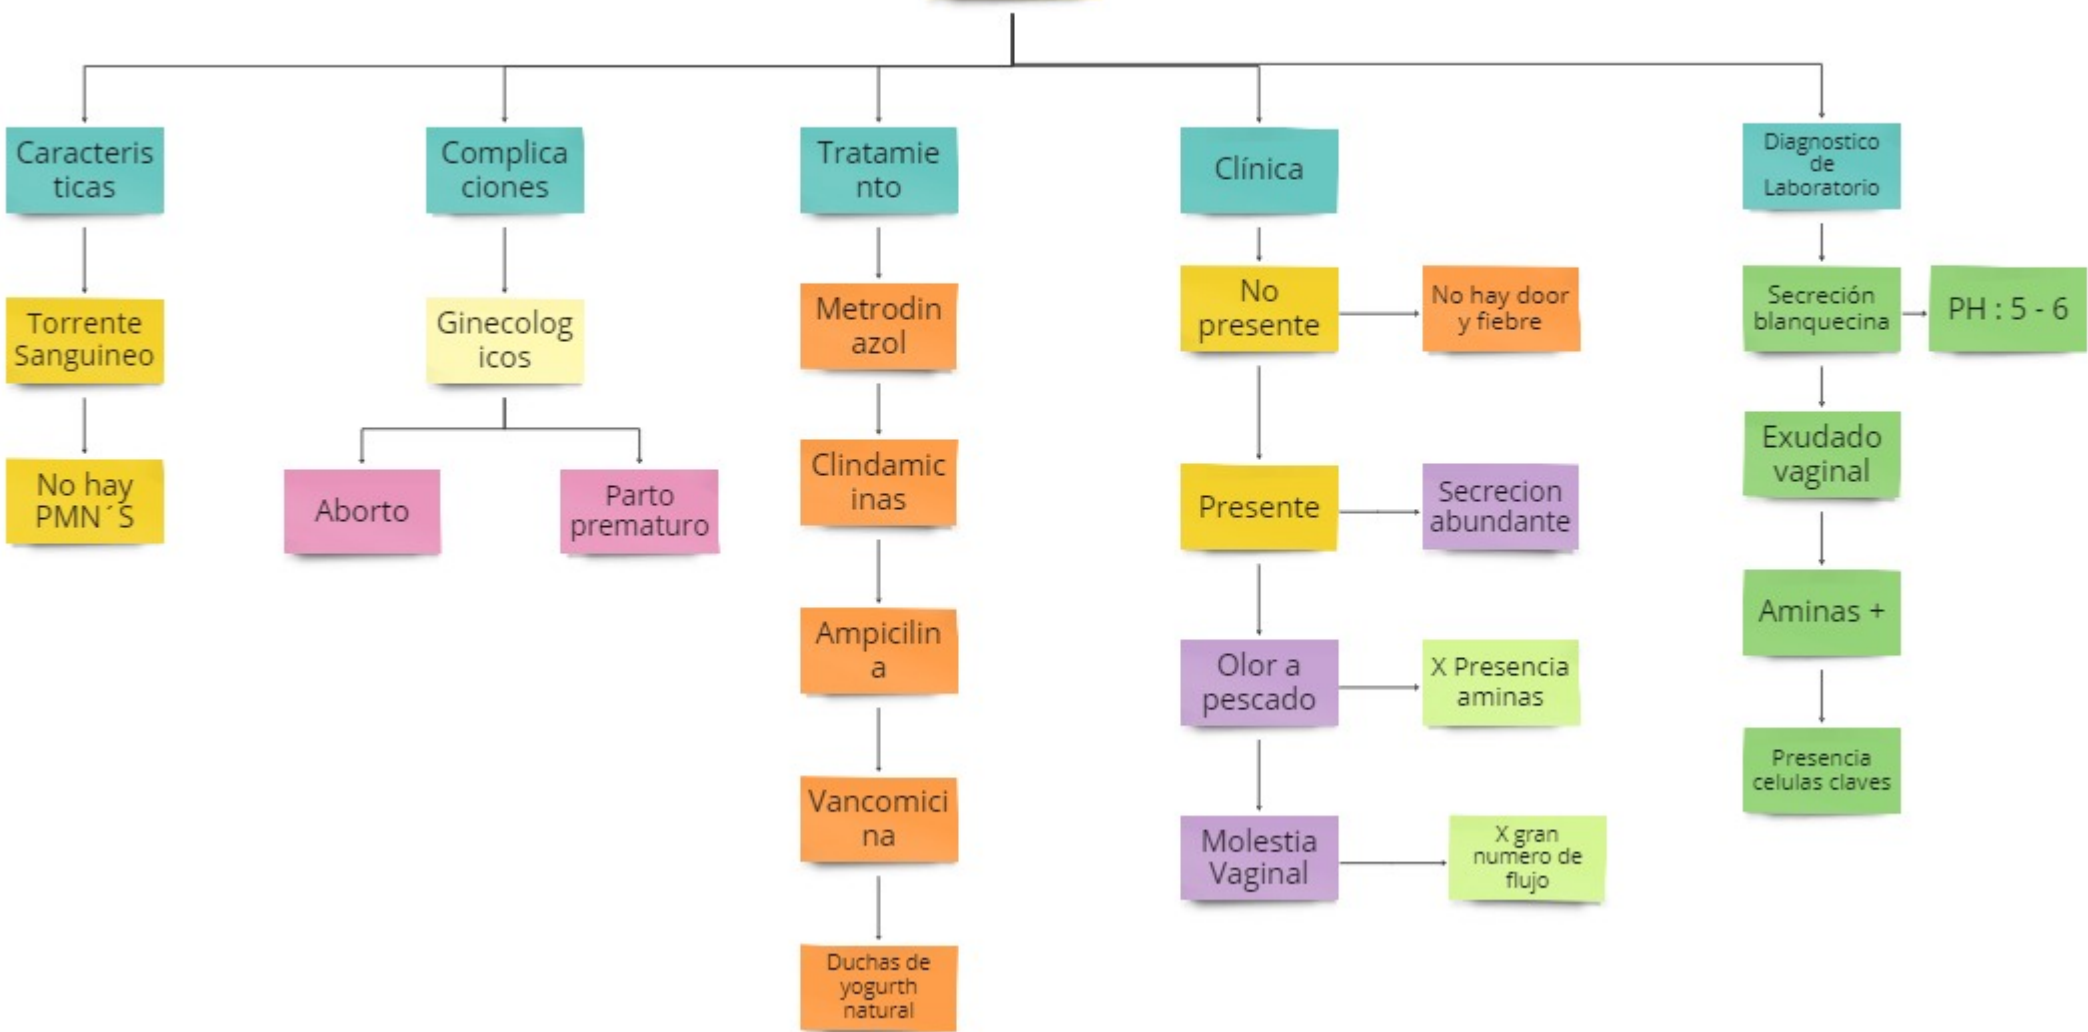 Caracteris
ticas
Torrente
Sanguineo
No hay
PMN´S
Complica
ciones
Ginecolog
icos
Aborto
Parto
prematuro
Tratamie
nto
Metrodin
azol
Clindamic
inas
Ampicilin
a
Vancomici
na
Duchas de
yogurth
natural
Clínica
No
presente
No hay door
y fiebre
Presente
Secrecion
abundante
Olor a
pescado
X Presencia
aminas
Molestia
Vaginal
X gran
numero de
flujo
Diagnostico
de
Laboratorio
Secreción
blanquecina
PH : 5 - 6
Exudado
vaginal
Aminas +
Presencia
celulas claves